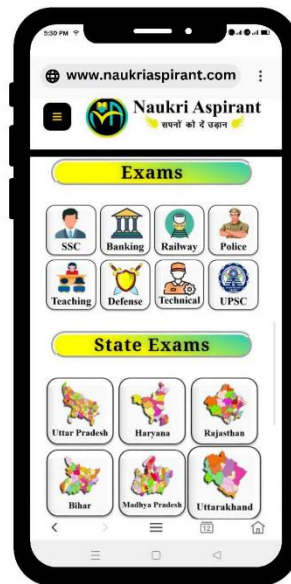 5:30 PM
www.naukriaspirant.com
Naukri Aspirant
सपनों को दें उड़ान
Exams
SSC Banking Railway Police
Teaching Defense Technical UPSC
State Exams
Uttar Pradesh Haryana Rajasthan
Bihar Madhya Pradesh Uttarakhand
12